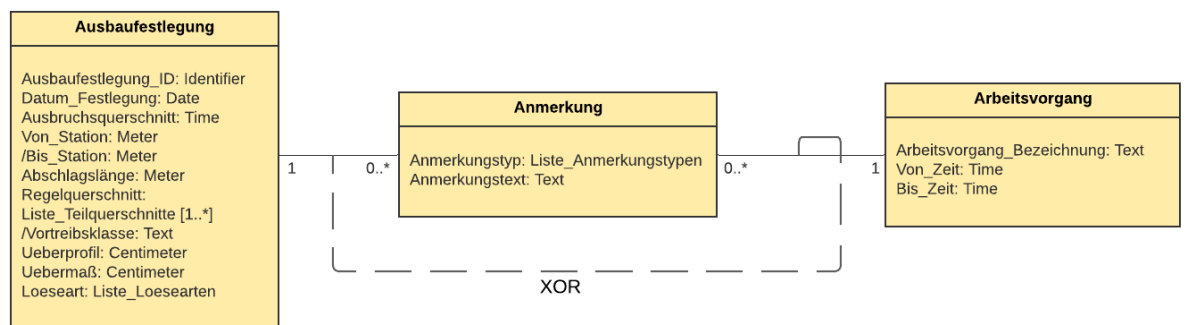 Ausbaufestlegung
Ausbaufestlegung_ID: Identifier
Datum_Festlegung: Date
Ausbruchsquerschnitt: Time
Von_Station: Meter
/Bis_Station: Meter
Abschlagslänge: Meter
Regelquerschnitt:
Liste_Teilquerschnitte [1..*]
/Vortreibsklasse: Text
Ueberprofil: Centimeter
Uebermaß: Centimeter
Loeseart: Liste_Loesearten
1
0..*
Anmerkung
Anmerkungstyp: Liste_Anmerkungstypen
Anmerkungstext: Text
0..*
1
Arbeitsvorgang
Arbeitsvorgang_Bezeichnung: Text
Von_Zeit: Time
Bis_Zeit: Time
XOR